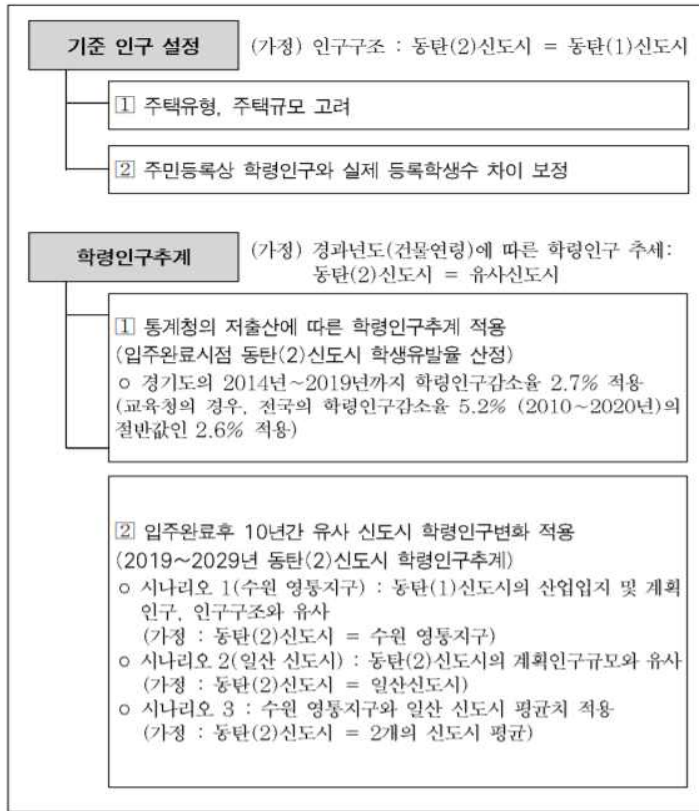 기준 인구 설정 (가정) 인구구조 : 동탄(2)신도시 = 동탄(1)신도시
1 주택유형, 주택규모 고려
2 주민등록상 학령인구와 실제 등록학생수 차이 보정
학령인구추계 (가정) 경과년도(건물연령)에 따른 학령인구 추세:
동탄(2)신도시 = 유사신도시
1 통계청의 저출산에 따른 학령인구추계 적용
(입주완료시점 동탄(2)신도시 학생유발율 산정)
○ 경기도의 2014년~2019년까지 학령인구감소율 2.7% 적용
(교육청의 경우, 전국의 학령인구감소율 5.2% (2010~2020년)의
절반값인 2.6% 적용)
2 입주완료후 10년간 유사 신도시 학령인구변화 적용
(2019~2029년 동탄(2)신도시 학령인구추계)
○ 시나리오 1(수원 영통지구) : 동탄(1)신도시의 산업입지 및 계획
인구, 인구구조와 유사
(가정 : 동탄(2)신도시 = 수원 영통지구)
○ 시나리오 2(일산 신도시) : 동탄(2)신도시의 계획인구규모와 유사
(가정 : 동탄(2)신도시 = 일산신도시)
○ 시나리오 3 : 수원 영통지구와 일산 신도시 평균치 적용
(가정 : 동탄(2)신도시 = 2개의 신도시 평균)